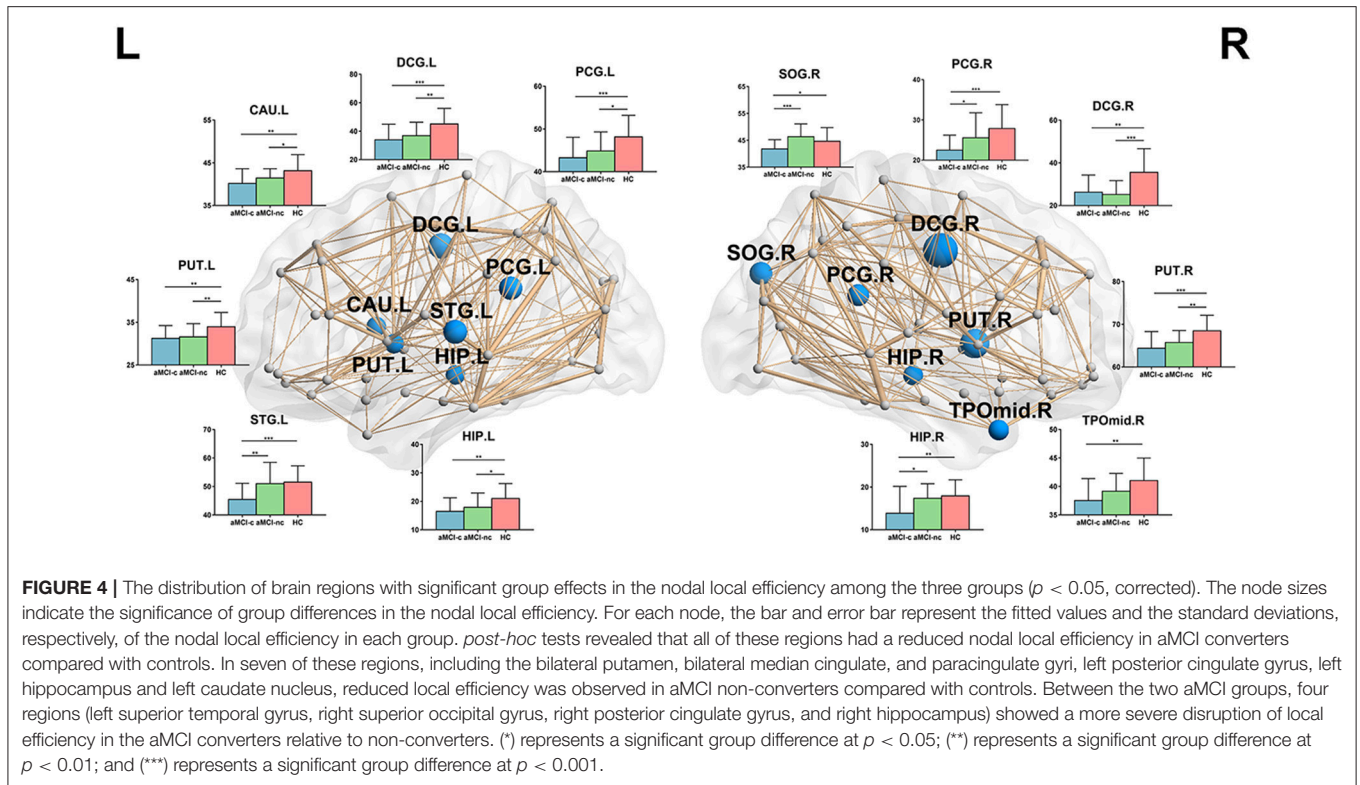 L
R
DCG.L
80
60
40
20
***
**
aMCI-c aMCI-nc HC
PCG.L
60
50
40
***
*
aMCI-c aMCI-nc HC
SOG.R
65
55
45
35
*
***
aMCI-c aMCI-nc HC
PCG.R
40
30
20
***
*
aMCI-c aMCI-nc HC
CAU.L
55
45
35
**
*
aMCI-c aMCI-nc HC
DCG.R
60
40
20
**
***
aMCI-c aMCI-nc HC
DCG.L
PCG.L
CAU.L
STG.L
PUT.L
HIP.L
DCG.R
SOG.R
PCG.R
PUT.R
HIP.R
TPOmid.R
PUT.L
45
35
25
**
**
aMCI-c aMCI-nc HC
PUT.R
80
70
60
***
**
aMCI-c aMCI-nc HC
STG.L
70
60
50
40
***
**
aMCI-c aMCI-nc HC
HIP.L
40
30
20
10
**
*
aMCI-c aMCI-nc HC
HIP.R
30
20
10
**
*
aMCI-c aMCI-nc HC
TPOmid.R
50
45
40
35
**
aMCI-c aMCI-nc HC
FIGURE 4 | The distribution of brain regions with significant group effects in the nodal local efficiency among the three groups (p < 0.05, corrected). The node sizes
indicate the significance of group differences in the nodal local efficiency. For each node, the bar and error bar represent the fitted values and the standard deviations,
respectively, of the nodal local efficiency in each group. post-hoc tests revealed that all of these regions had a reduced nodal local efficiency in aMCI converters
compared with controls. In seven of these regions, including the bilateral putamen, bilateral median cingulate, and paracingulate gyri, left posterior cingulate gyrus, left
hippocampus and left caudate nucleus, reduced local efficiency was observed in aMCI non-converters compared with controls. Between the two aMCI groups, four
regions (left superior temporal gyrus, right superior occipital gyrus, right posterior cingulate gyrus, and right hippocampus) showed a more severe disruption of local
efficiency in the aMCI converters relative to non-converters. (*) represents a significant group difference at p < 0.05; (**) represents a significant group difference at
p < 0.01; and (***) represents a significant group difference at p < 0.001.